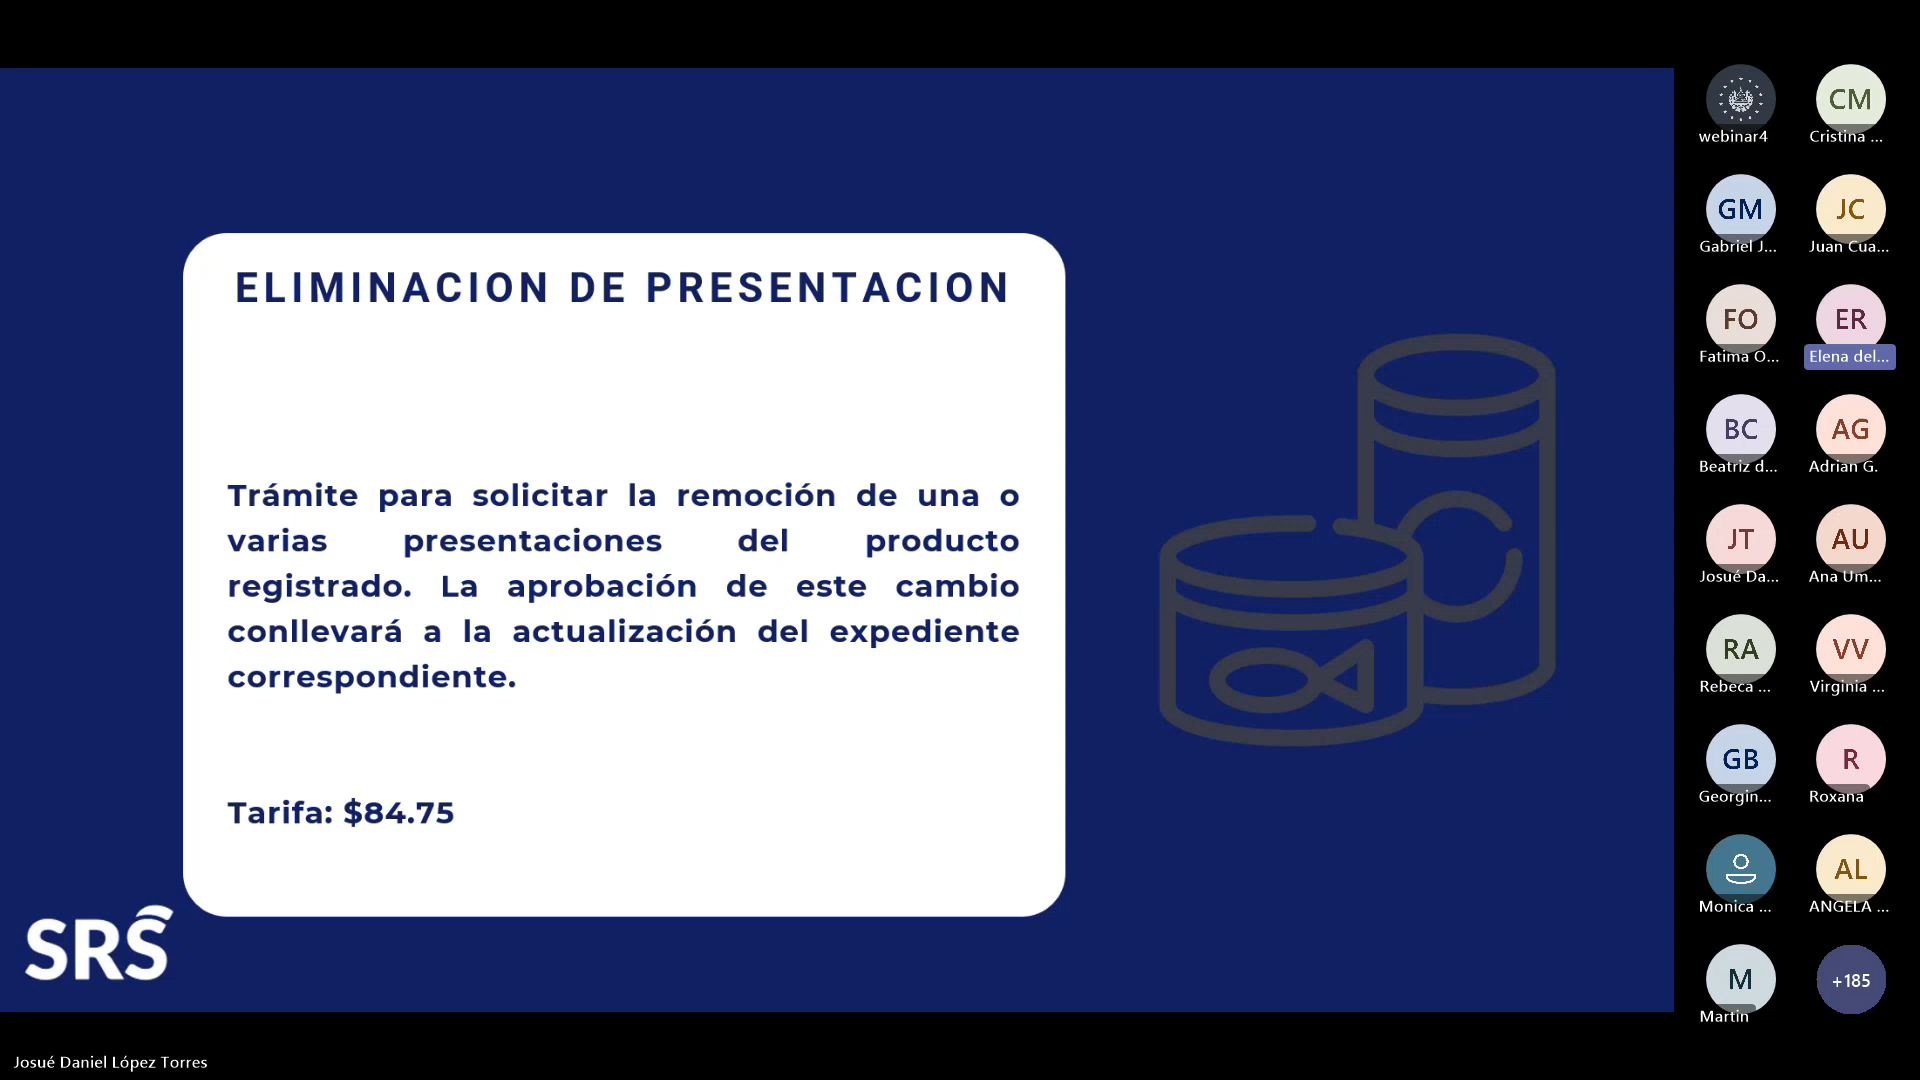 ELIMINACION DE PRESENTACION
Trámite para solicitar la remoción de una o
varias presentaciones del producto
registrado. La aprobación de este cambio
conllevará a la actualización del expediente
correspondiente.
Tarifa: $84.75
SRS
Josué Daniel López Torres
webinar4
CM
Cristina ...
GM
Gabriel J...
JC
Juan Cua...
FO
Fatima O...
ER
Elena del...
BC
Beatriz d...
AG
Adrian G.
JT
Josué Da...
AU
Ana Um...
RA
Rebeca ...
VV
Virginia ...
GB
Georgin...
R
Roxana
Monica ...
AL
ANGELA ...
M
Martin
+185